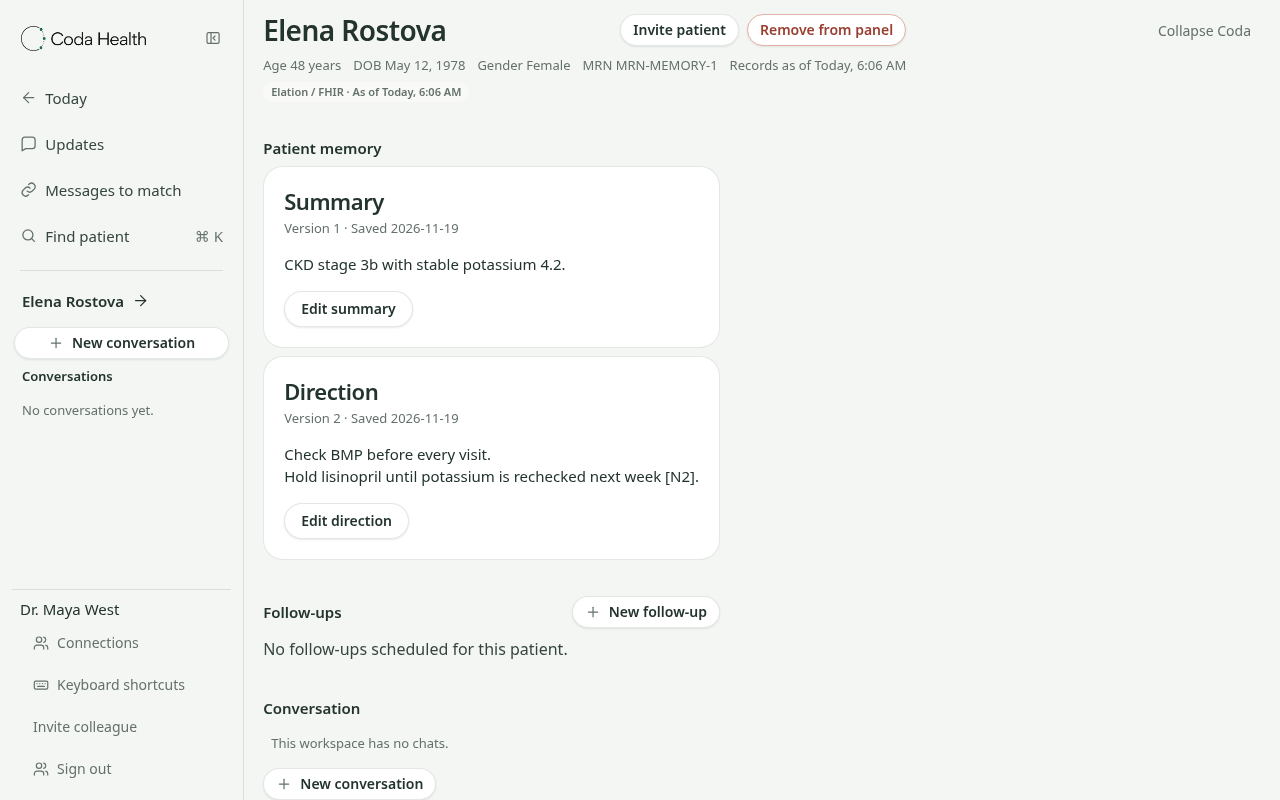 Coda Health
Today
Updates
Messages to match
Find patient ⌘ K
Elena Rostova
New conversation
Conversations
No conversations yet.
Dr. Maya West
Connections
Keyboard shortcuts
Invite colleague
Sign out
Elena Rostova
Invite patient
Remove from panel
Collapse Coda
Age 48 years DOB May 12, 1978 Gender Female MRN MRN-MEMORY-1 Records as of Today, 6:06 AM
Elation / FHIR · As of Today, 6:06 AM
Patient memory
Summary
Version 1 · Saved 2026-11-19
CKD stage 3b with stable potassium 4.2.
Edit summary
Direction
Version 2 · Saved 2026-11-19
Check BMP before every visit.
Hold lisinopril until potassium is rechecked next week [N2].
Edit direction
Follow-ups
New follow-up
No follow-ups scheduled for this patient.
Conversation
This workspace has no chats.
New conversation